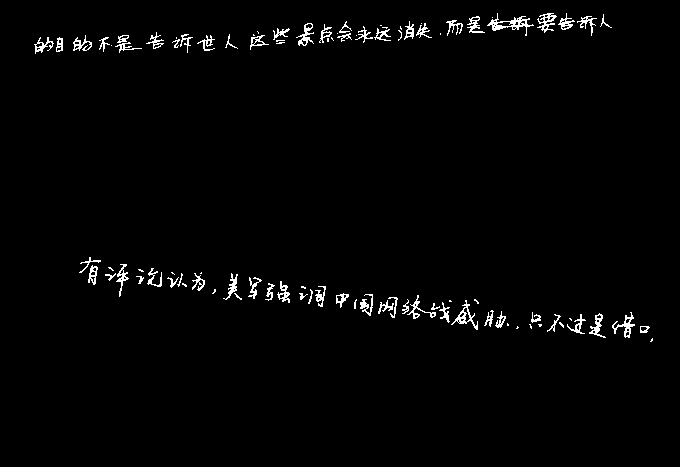 的目的不是告诉世人这些景点会永远消失，而是要告诉人
有评论认为，美军强调中国网络战威胁，只不过是借口，